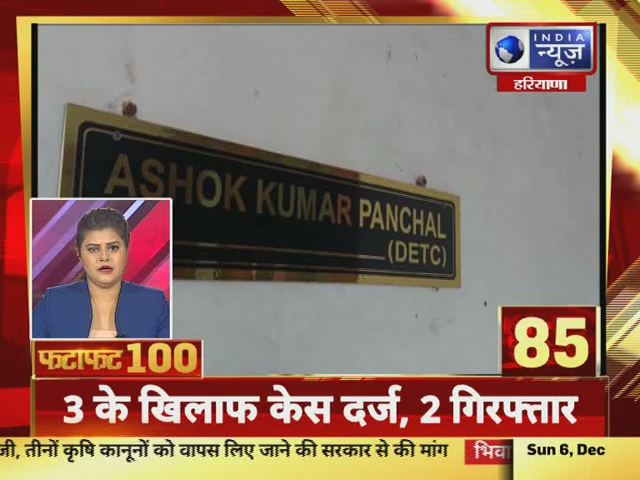 INDIA
न्यूज़
हरियाणा
ASHOK KUMAR PANCHAL
(DETC)
फटाफट 100
85
3 के खिलाफ केस दर्ज, 2 गिरफ्तार
जी, तीनों कृषि कानूनों को वापस लिए जाने की सरकार से की मांग
Sun 6, Dec